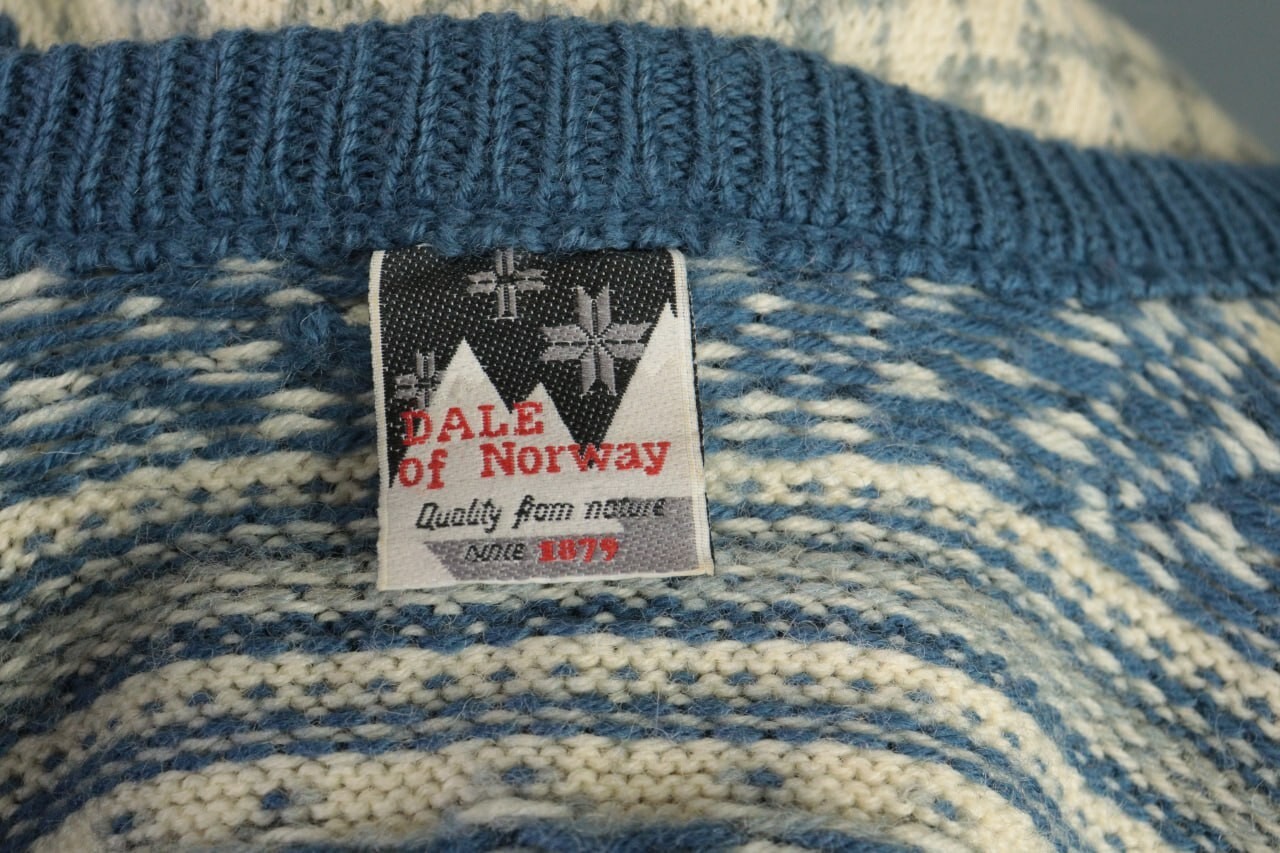 DALE
of Norway
Quality from nature
since 1879